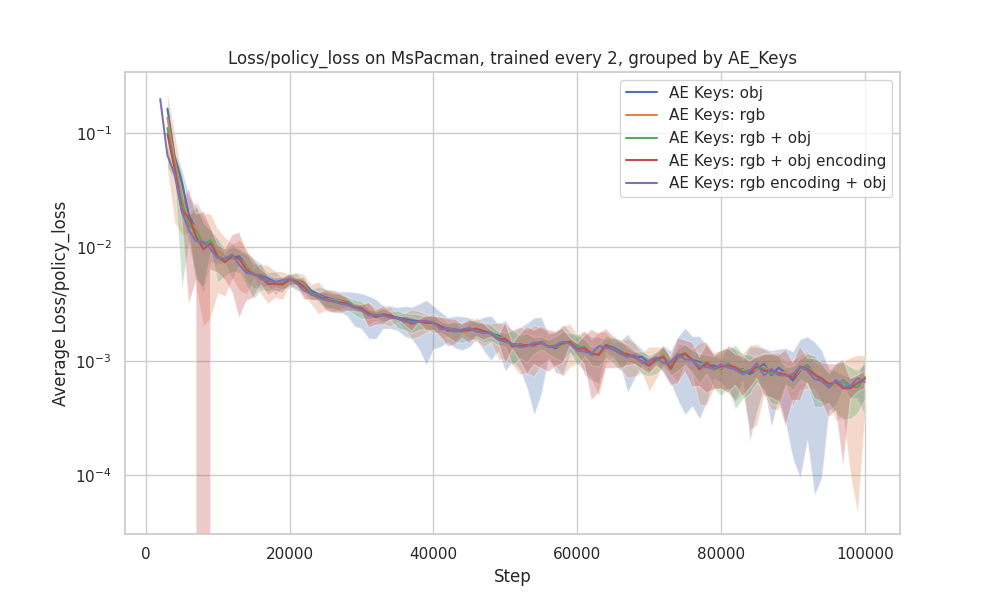 Loss/policy_loss on MsPacman, trained every 2, grouped by AE_Keys
AE Keys: obj
AE Keys: rgb
AE Keys: rgb + obj
AE Keys: rgb + obj encoding
AE Keys: rgb encoding + obj
Average Loss/policy_loss
10⁻¹
10⁻²
10⁻³
10⁻⁴
0 20000 40000 60000 80000 100000
Step